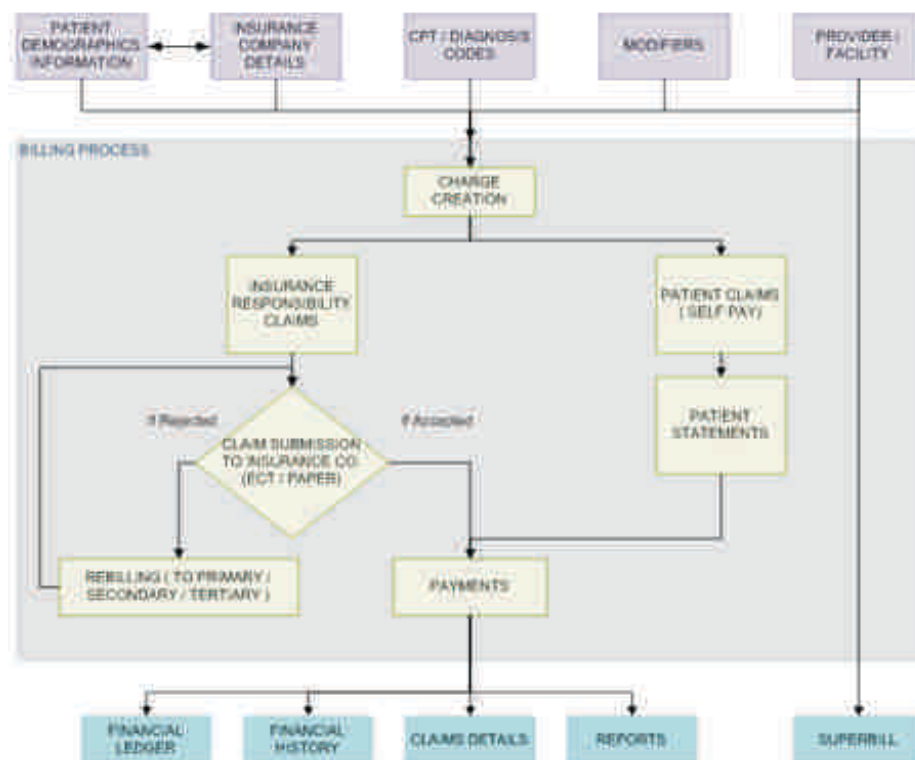 PATIENT
DEMOGRAPHICS
INFORMATION
INSURANCE
COMPANY
DETAILS
CPT / DIAGNOSIS
CODES
MODIFIERS
PROVIDER /
FACILITY
BILLING PROCESS
CHARGE
CREATION
INSURANCE
RESPONSIBILITY
CLAIMS
PATIENT CLAIMS
( SELF PAY)
If Rejected
If Accepted
CLAIM SUBMISSION
TO INSURANCE CO.
(ECT / PAPER)
PATIENT
STATEMENTS
REBILLING ( TO PRIMARY /
SECONDARY / TERTIARY )
PAYMENTS
FINANCIAL
LEDGER
FINANCIAL
HISTORY
CLAIMS DETAILS
REPORTS
SUPERBILL